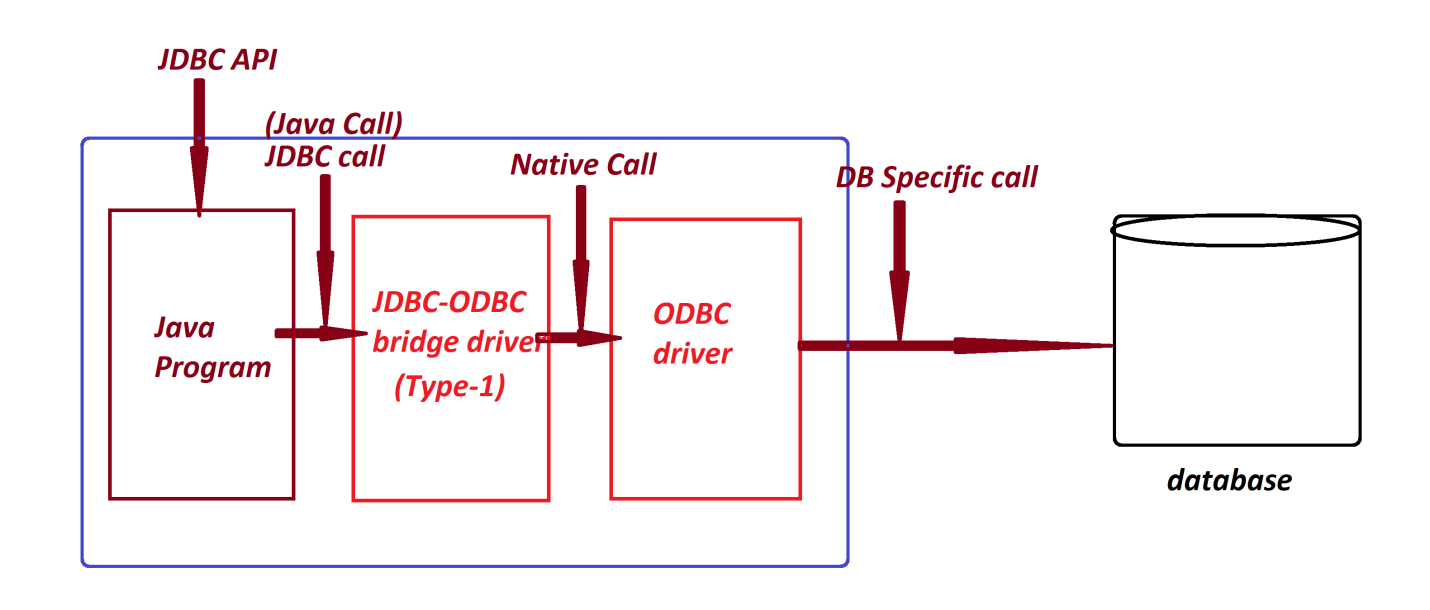 JDBC API
(Java Call)
JDBC call
Native Call
DB Specific call
Java
Program
JDBC-ODBC
bridge driver
(Type-1)
ODBC
driver
database